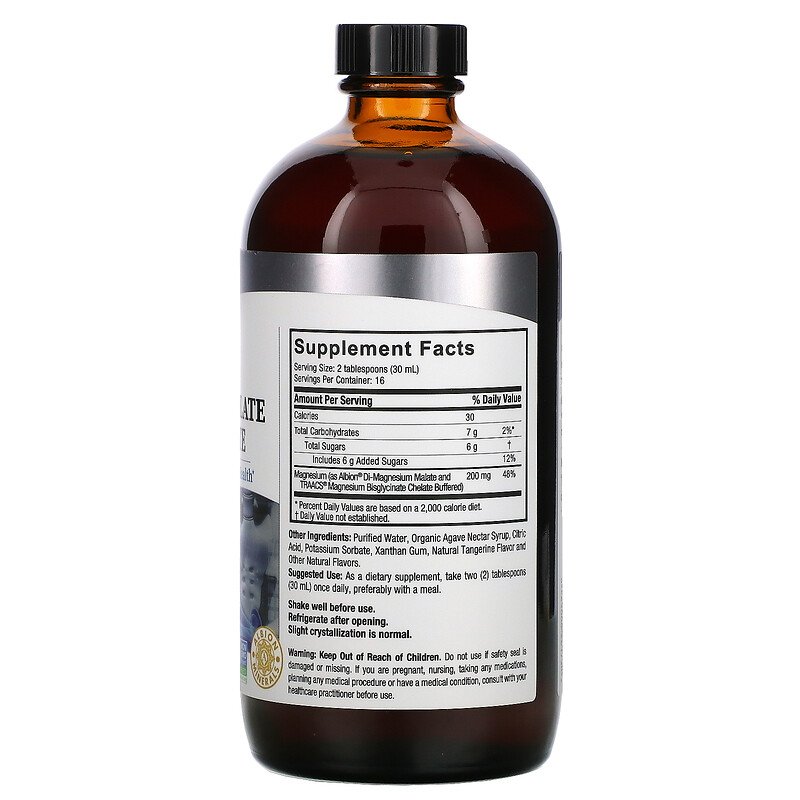 LATE
E
ealth*
Supplement Facts
Serving Size: 2 tablespoons (30 mL)
Servings Per Container: 16
Amount Per Serving % Daily Value
Calories 30
Total Carbohydrates 7 g 2%*
Total Sugars 6 g †
Includes 6 g Added Sugars 12%
Magnesium (as Albion® Di-Magnesium Malate and 200 mg 48%
TRAACS® Magnesium Bisglycinate Chelate Buffered)
* Percent Daily Values are based on a 2,000 calorie diet.
† Daily Value not established.
Other Ingredients: Purified Water, Organic Agave Nectar Syrup, Citric
Acid, Potassium Sorbate, Xanthan Gum, Natural Tangerine Flavor and
Other Natural Flavors.
Suggested Use: As a dietary supplement, take two (2) tablespoons
(30 mL) once daily, preferably with a meal.
Shake well before use.
Refrigerate after opening.
Slight crystallization is normal.
Warning: Keep Out of Reach of Children. Do not use if safety seal is
damaged or missing. If you are pregnant, nursing, taking any medications,
planning any medical procedure or have a medical condition, consult with your
healthcare practitioner before use.
ALBION
MINERALS